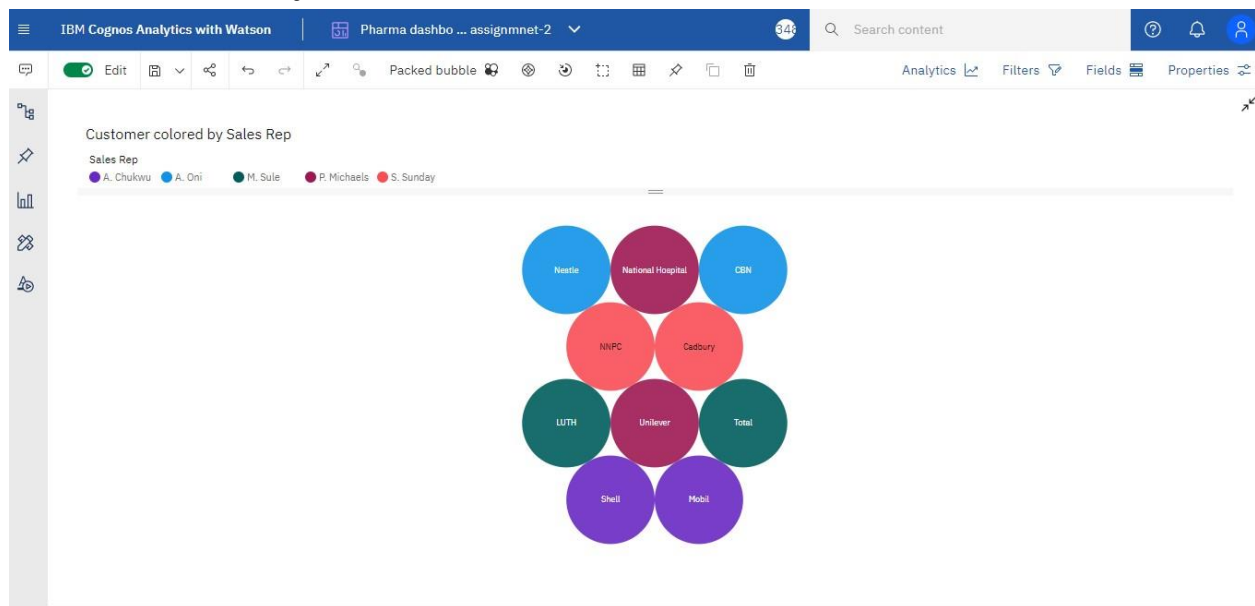 IBM Cognos Analytics with Watson
Pharma dashbo ... assignmnet-2
348
Search content
Edit
Packed bubble
Analytics
Filters
Fields
Properties
Customer colored by Sales Rep
Sales Rep
A. Chukwu A. Oni M. Sule P. Michaels S. Sunday
Nestle National Hospital CBN
NNPC Cadbury
LUTH Unilever Total
Shell Mobil